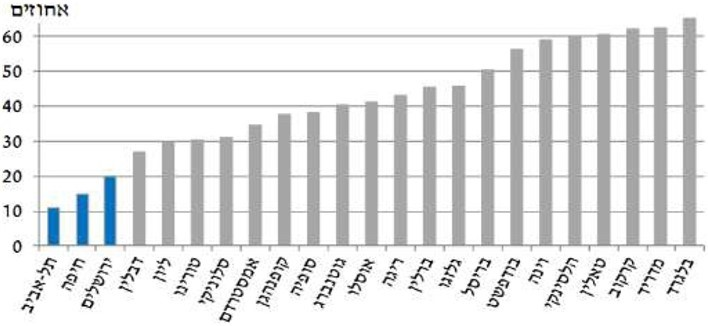 אחוזים
60
50
40
30
20
10
0
תל-אביב
חיפה
ירושלים
דבלין
ליון
טורינו
סלוניקי
אמסטרדם
קופנהגן
סופיה
גוטנברג
אוסלו
ריגה
ברלין
גלזגו
בריסל
בודפשט
וינה
הלסינקי
טאלין
קרקוב
מדריד
בלגרד